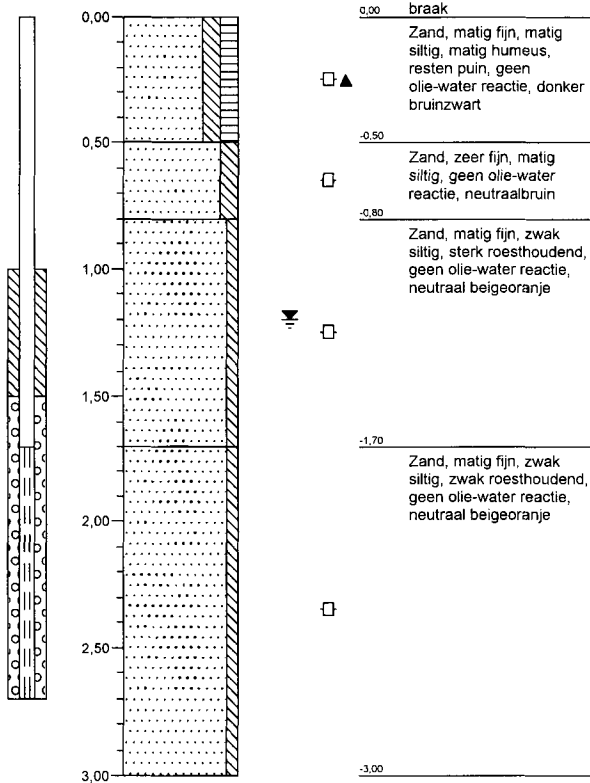 0,00
0,50
1,00
1,50
2,00
2,50
3,00
0,00
braak
Zand, matig fijn, matig
siltig, matig humeus,
resten puin, geen
olie-water reactie, donker
bruinzwart
-0,50
Zand, zeer fijn, matig
siltig, geen olie-water
reactie, neutraalbruin
-0,80
Zand, matig fijn, zwak
siltig, sterk roesthoudend,
geen olie-water reactie,
neutraal beigeoranje
-1,70
Zand, matig fijn, zwak
siltig, zwak roesthoudend,
geen olie-water reactie,
neutraal beigeoranje
-3,00